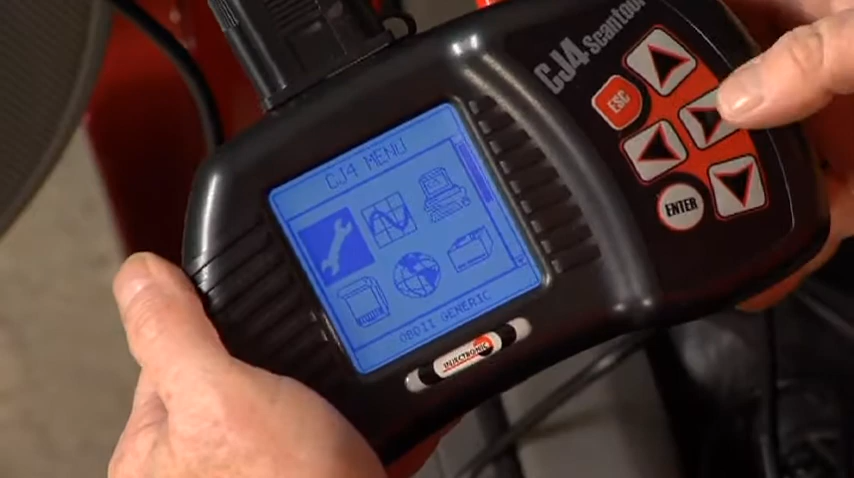 CJ4 Scantool
ESC
ENTER
CJ4 MENU
OBDII GENERIC
INJECTRONIC